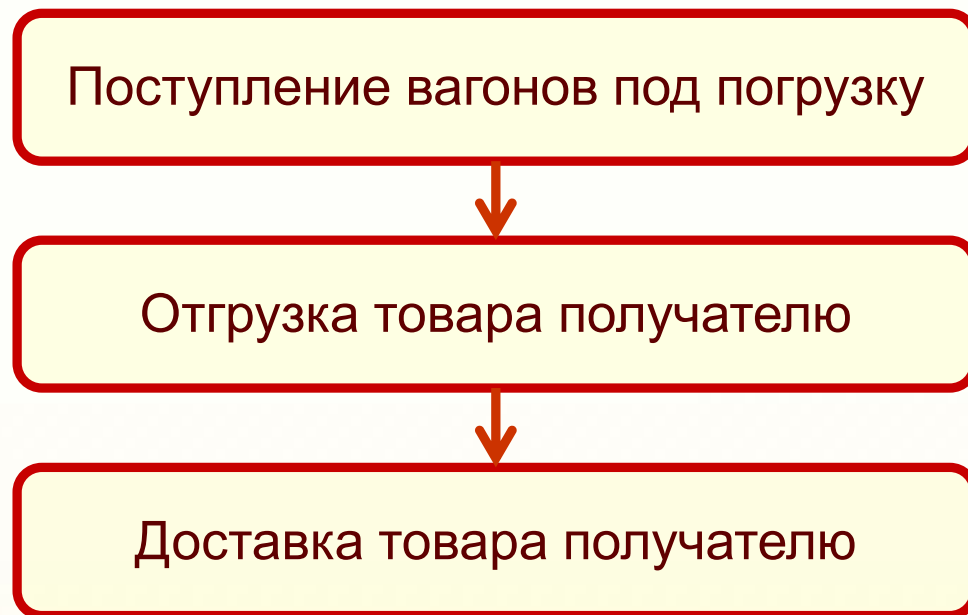 Поступление вагонов под погрузку
Отгрузка товара получателю
Доставка товара получателю